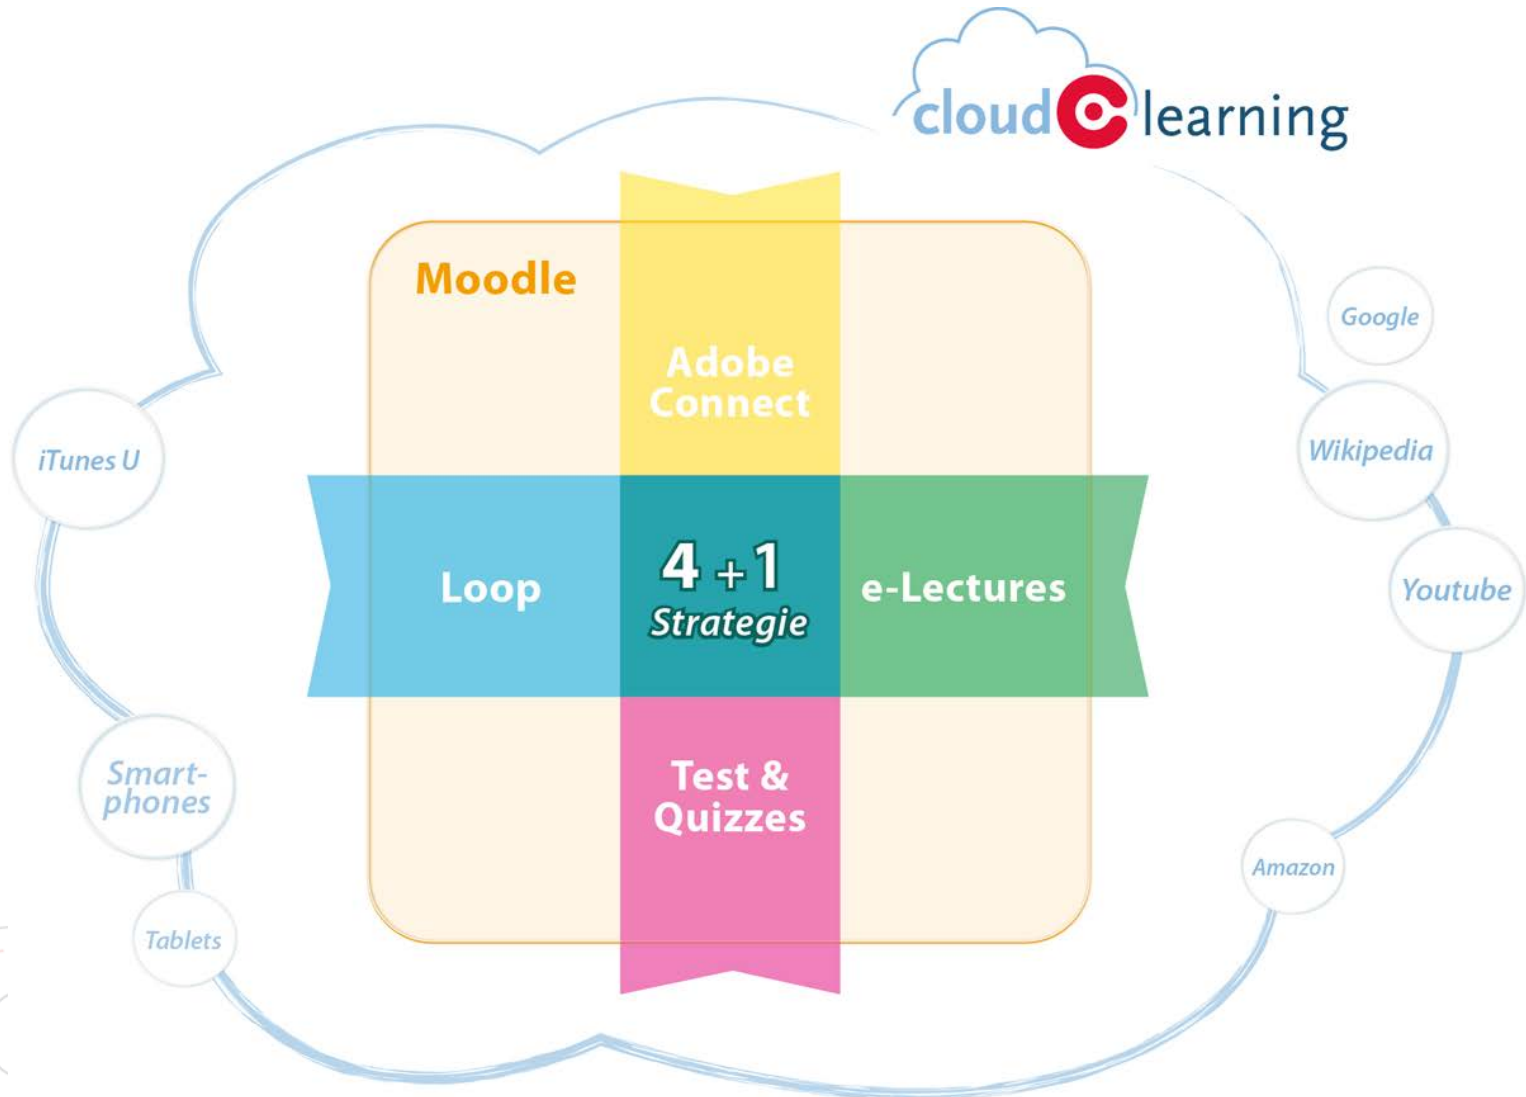 cloud learning
Moodle
Google
Adobe
Connect
iTunes U
Wikipedia
Loop
4 + 1
Strategie
e-Lectures
Youtube
Smart-
phones
Test &
Quizzes
Amazon
Tablets